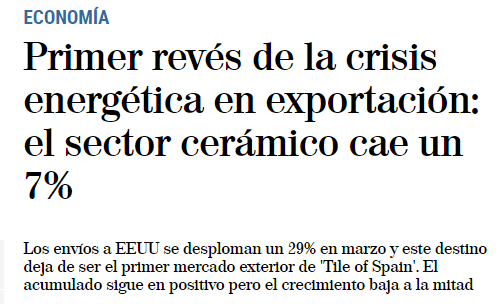 ECONOMÍA
Primer revés de la crisis
energética en exportación:
el sector cerámico cae un
7%
Los envíos a EEUU se desploman un 29% en marzo y este destino
deja de ser el primer mercado exterior de 'Tile of Spain'. El
acumulado sigue en positivo pero el crecimiento baja a la mitad